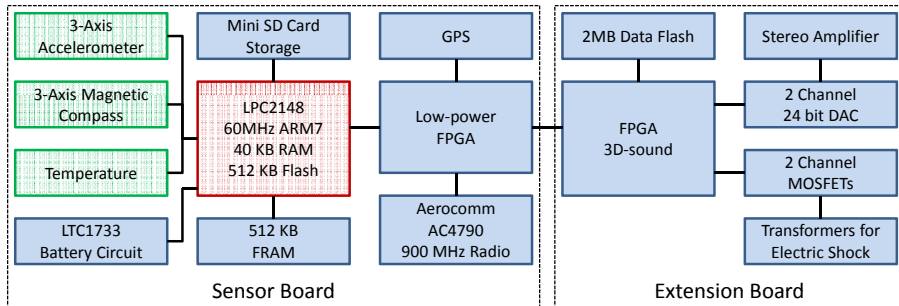 3-Axis
Accelerometer
3-Axis Magnetic
Compass
Temperature
LTC1733
Battery Circuit
Mini SD Card
Storage
LPC2148
60MHz ARM7
40 KB RAM
512 KB Flash
512 KB
FRAM
GPS
Low-power
FPGA
Aerocomm
AC4790
900 MHz Radio
Sensor Board
2MB Data Flash
FPGA
3D-sound
Stereo Amplifier
2 Channel
24 bit DAC
2 Channel
MOSFETs
Transformers for
Electric Shock
Extension Board